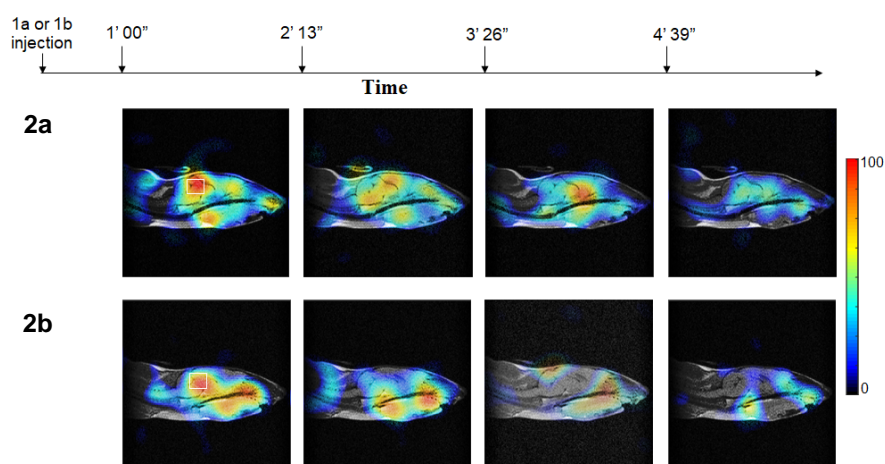 1a or 1b
injection
1’ 00”
2’ 13”
3’ 26”
4’ 39”
Time
2a
100
0
2b